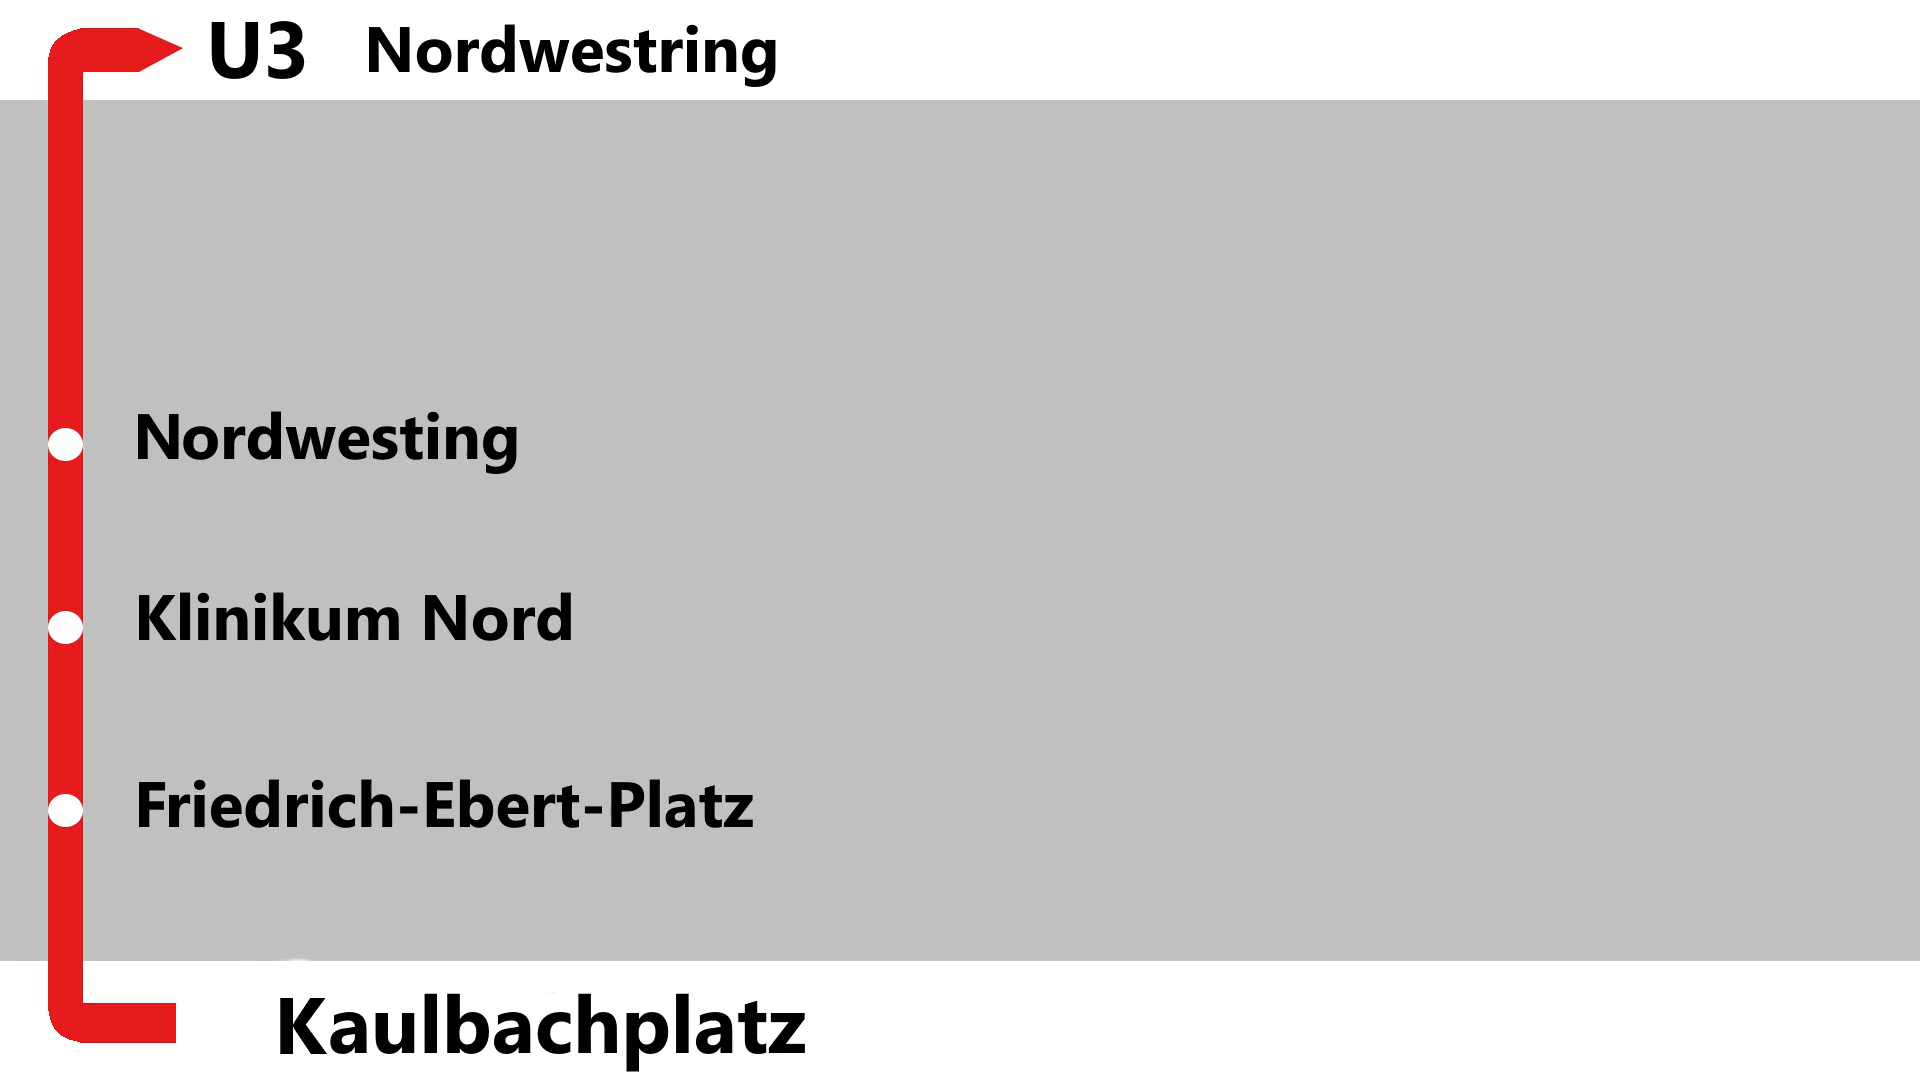 U3 Nordwestring
Nordwesting
Klinikum Nord
Friedrich-Ebert-Platz
Kaulbachplatz